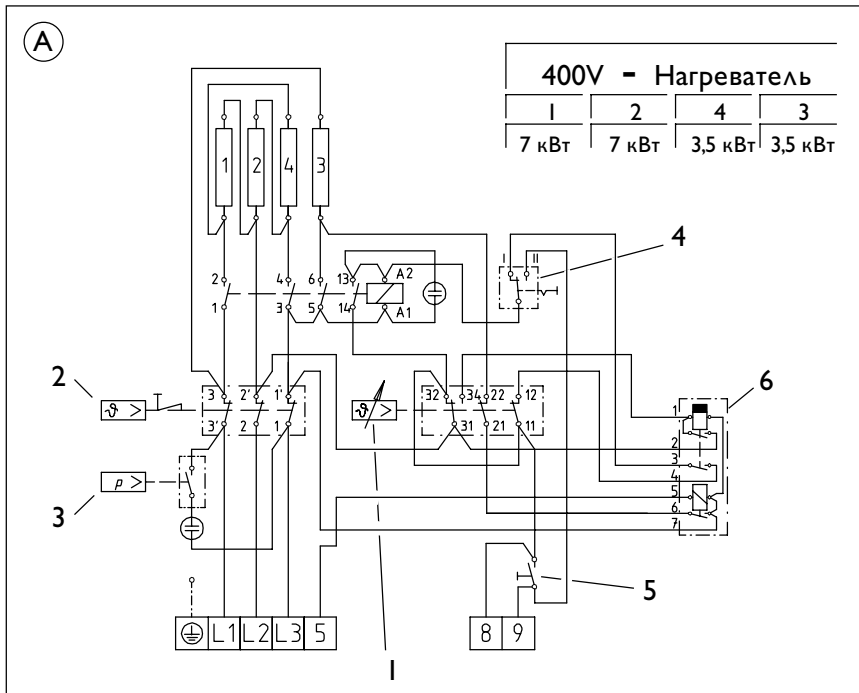 A
400V - Нагреватель
1 2 4 3
7 кВт 7 кВт 3,5 кВт 3,5 кВт
1 2 4 3
4
I II
2 4 6 13 A2
1 3 5 14 A1
2
ϑ >
3 2' 1'
ϑ >
32 34 22 12
6
3' 2 1
31 21 11
1
2
3
4
5
6
7
3
p >
5
L1 L2 L3 5
8 9
1